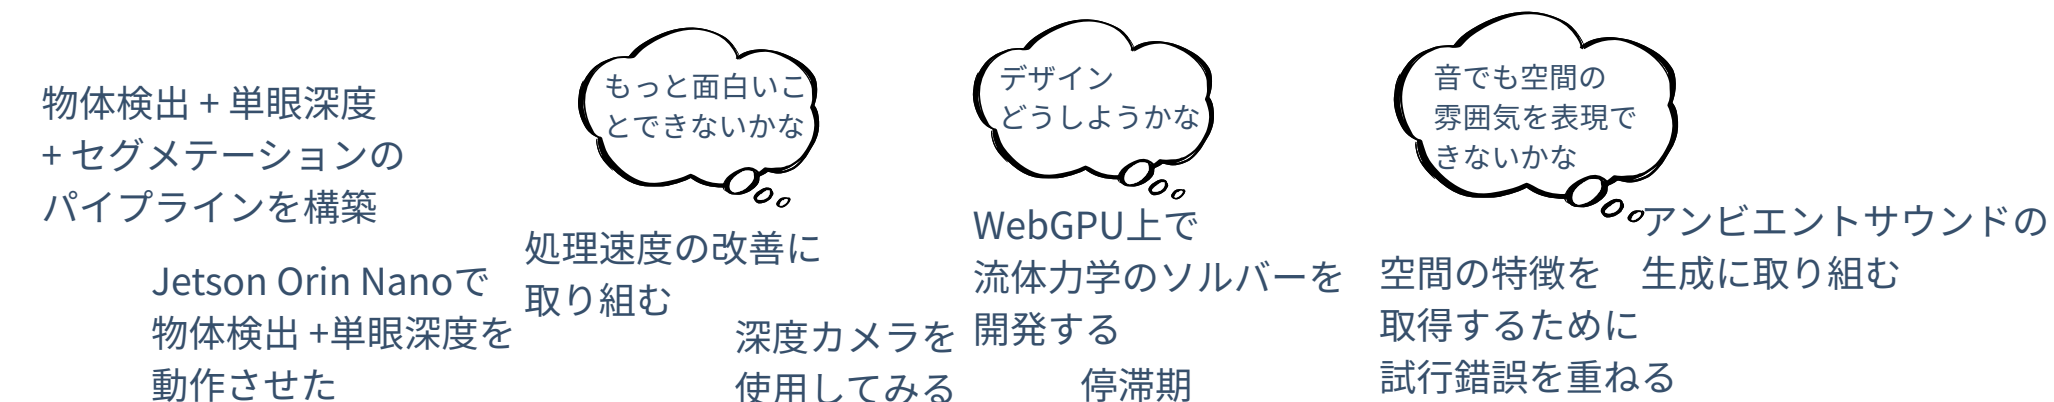 物体検出 + 単眼深度
+ セグメテーションの
パイプラインを構築
Jetson Orin Nanoで
物体検出 +単眼深度を
動作させた
もっと面白いこ
とできないかな
処理速度の改善に
取り組む
深度カメラを
使用してみる
デザイン
どうしようかな
WebGPU上で
流体力学のソルバーを
開発する
停滞期
音でも空間の
雰囲気を表現で
きないかな
空間の特徴を
取得するために
試行錯誤を重ねる
アンビエントサウンドの
生成に取り組む